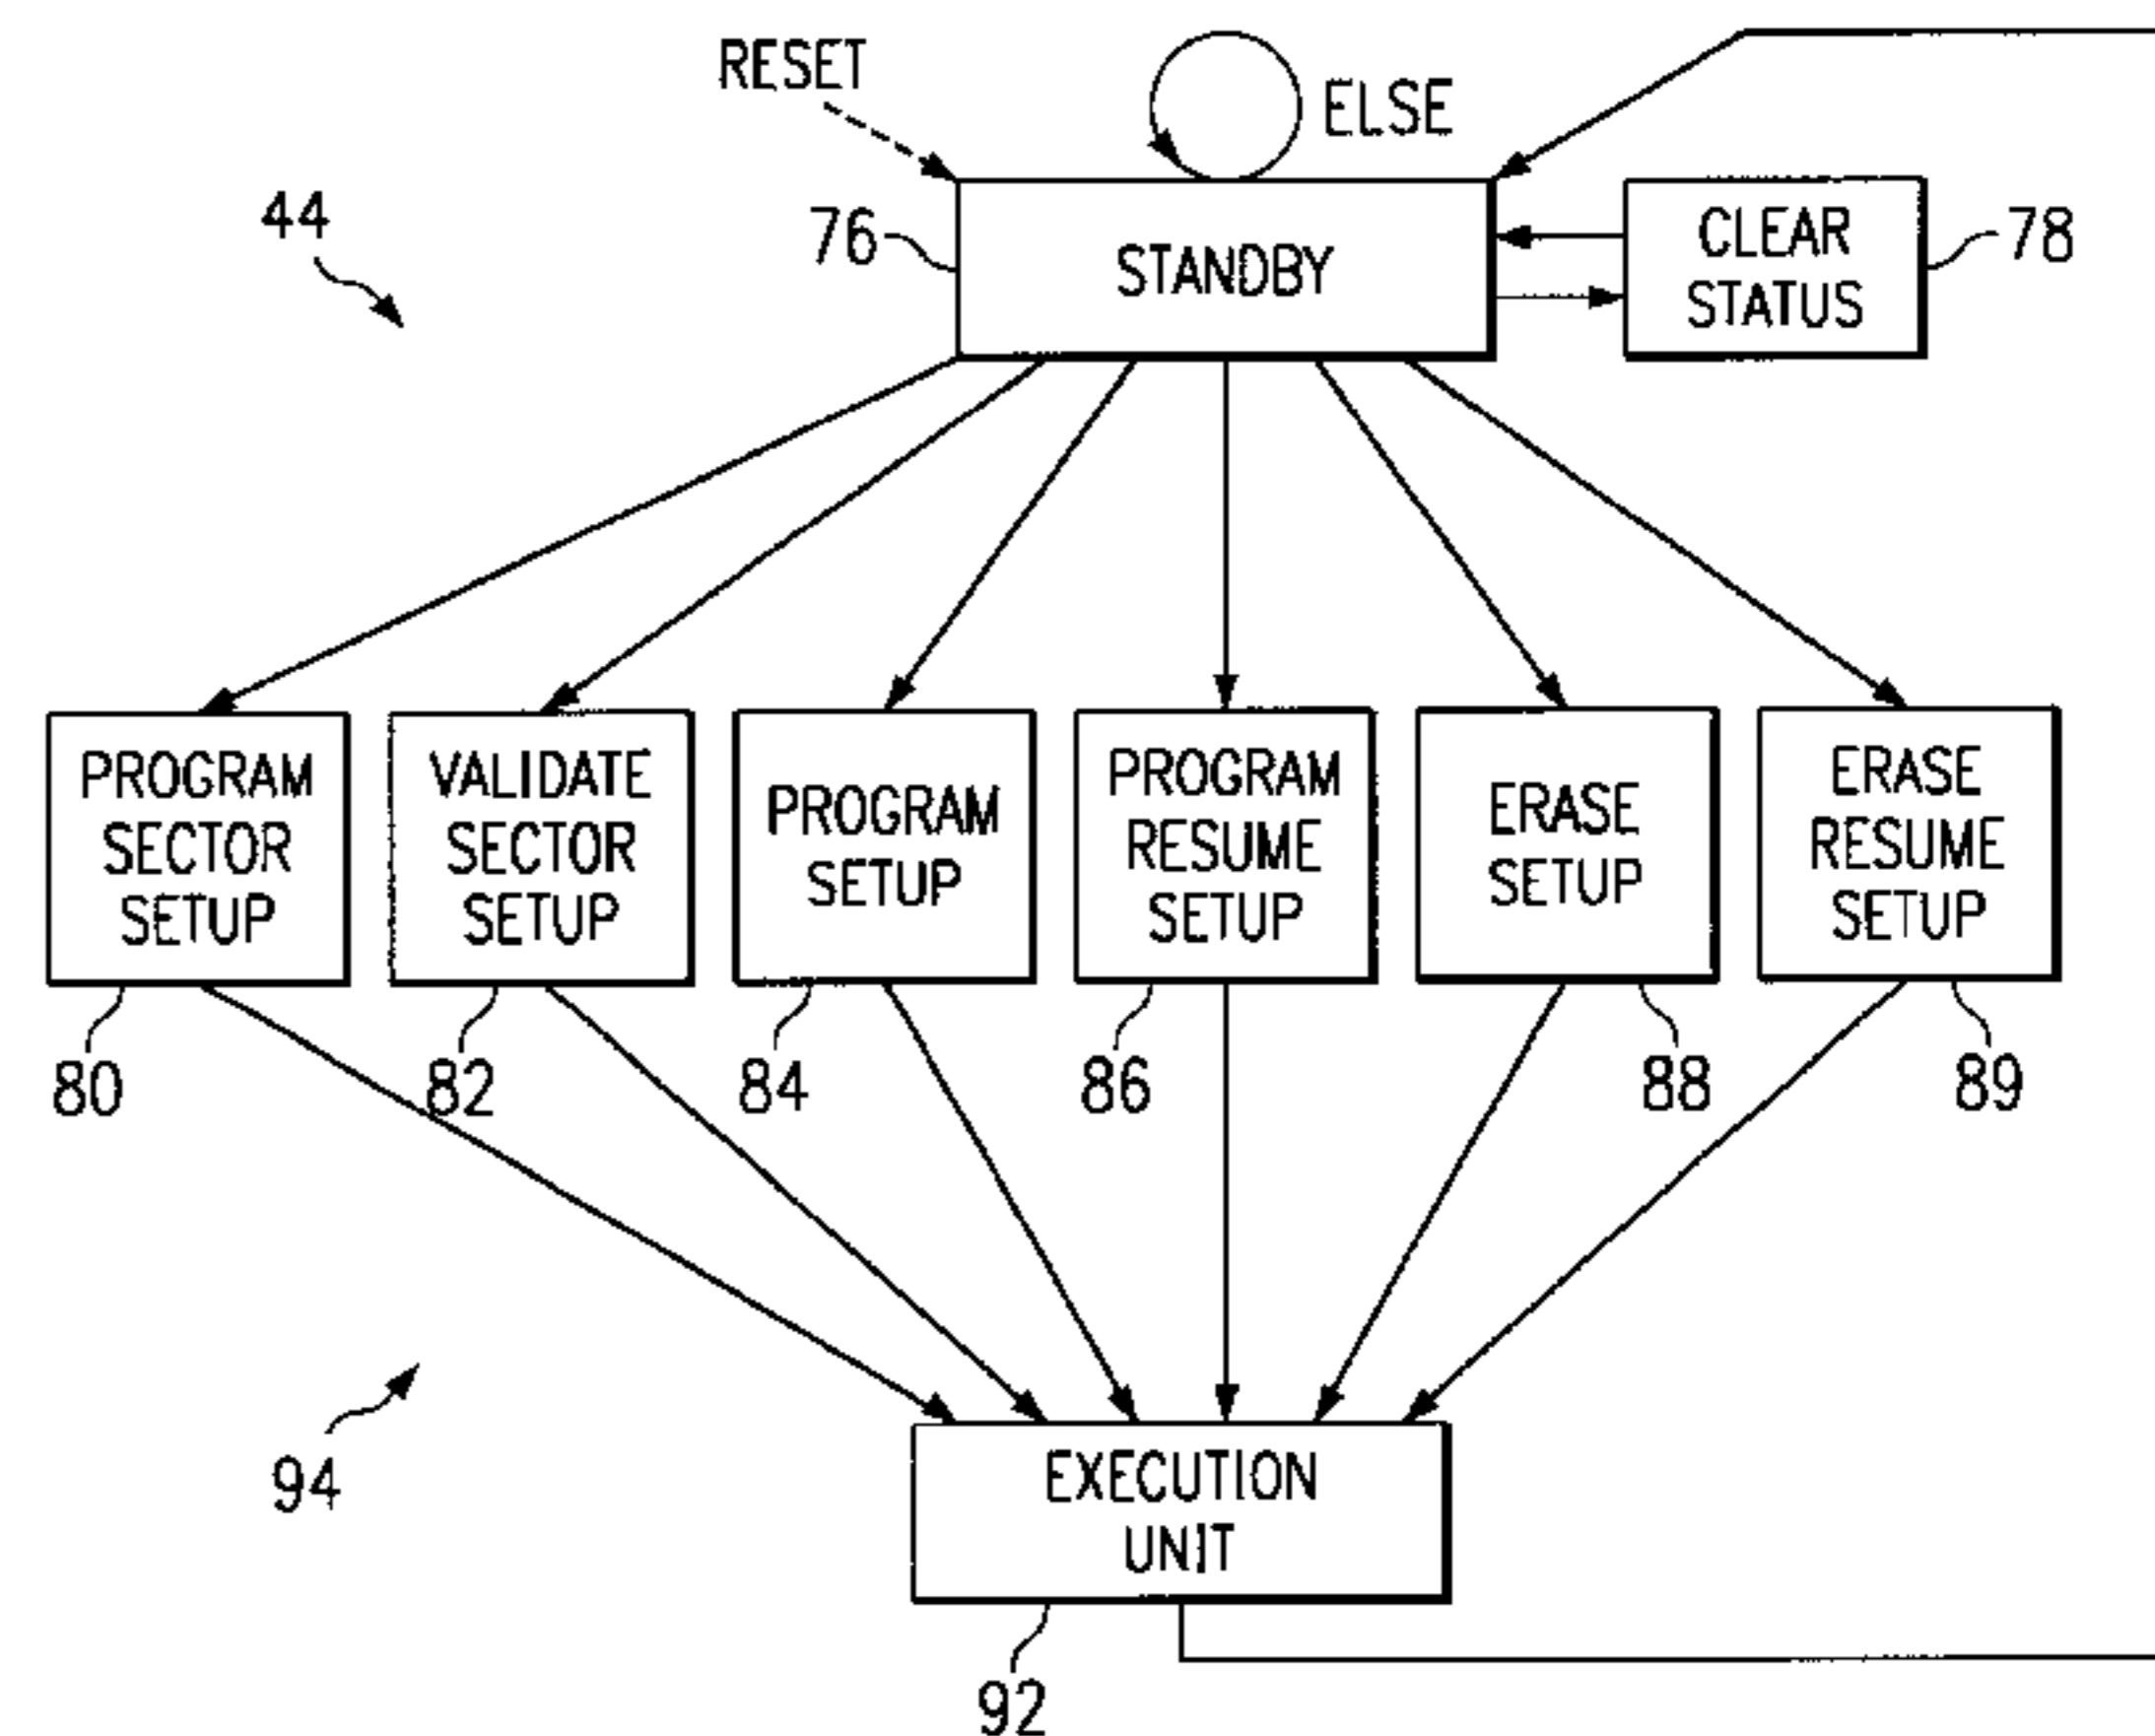 RESET
ELSE
44
76
STANDBY
CLEAR
STATUS
78
PROGRAM
SECTOR
SETUP
VALIDATE
SECTOR
SETUP
PROGRAM
SETUP
PROGRAM
RESUME
SETUP
ERASE
SETUP
ERASE
RESUME
SETUP
80
82
84
86
88
89
94
EXECUTION
UNIT
92